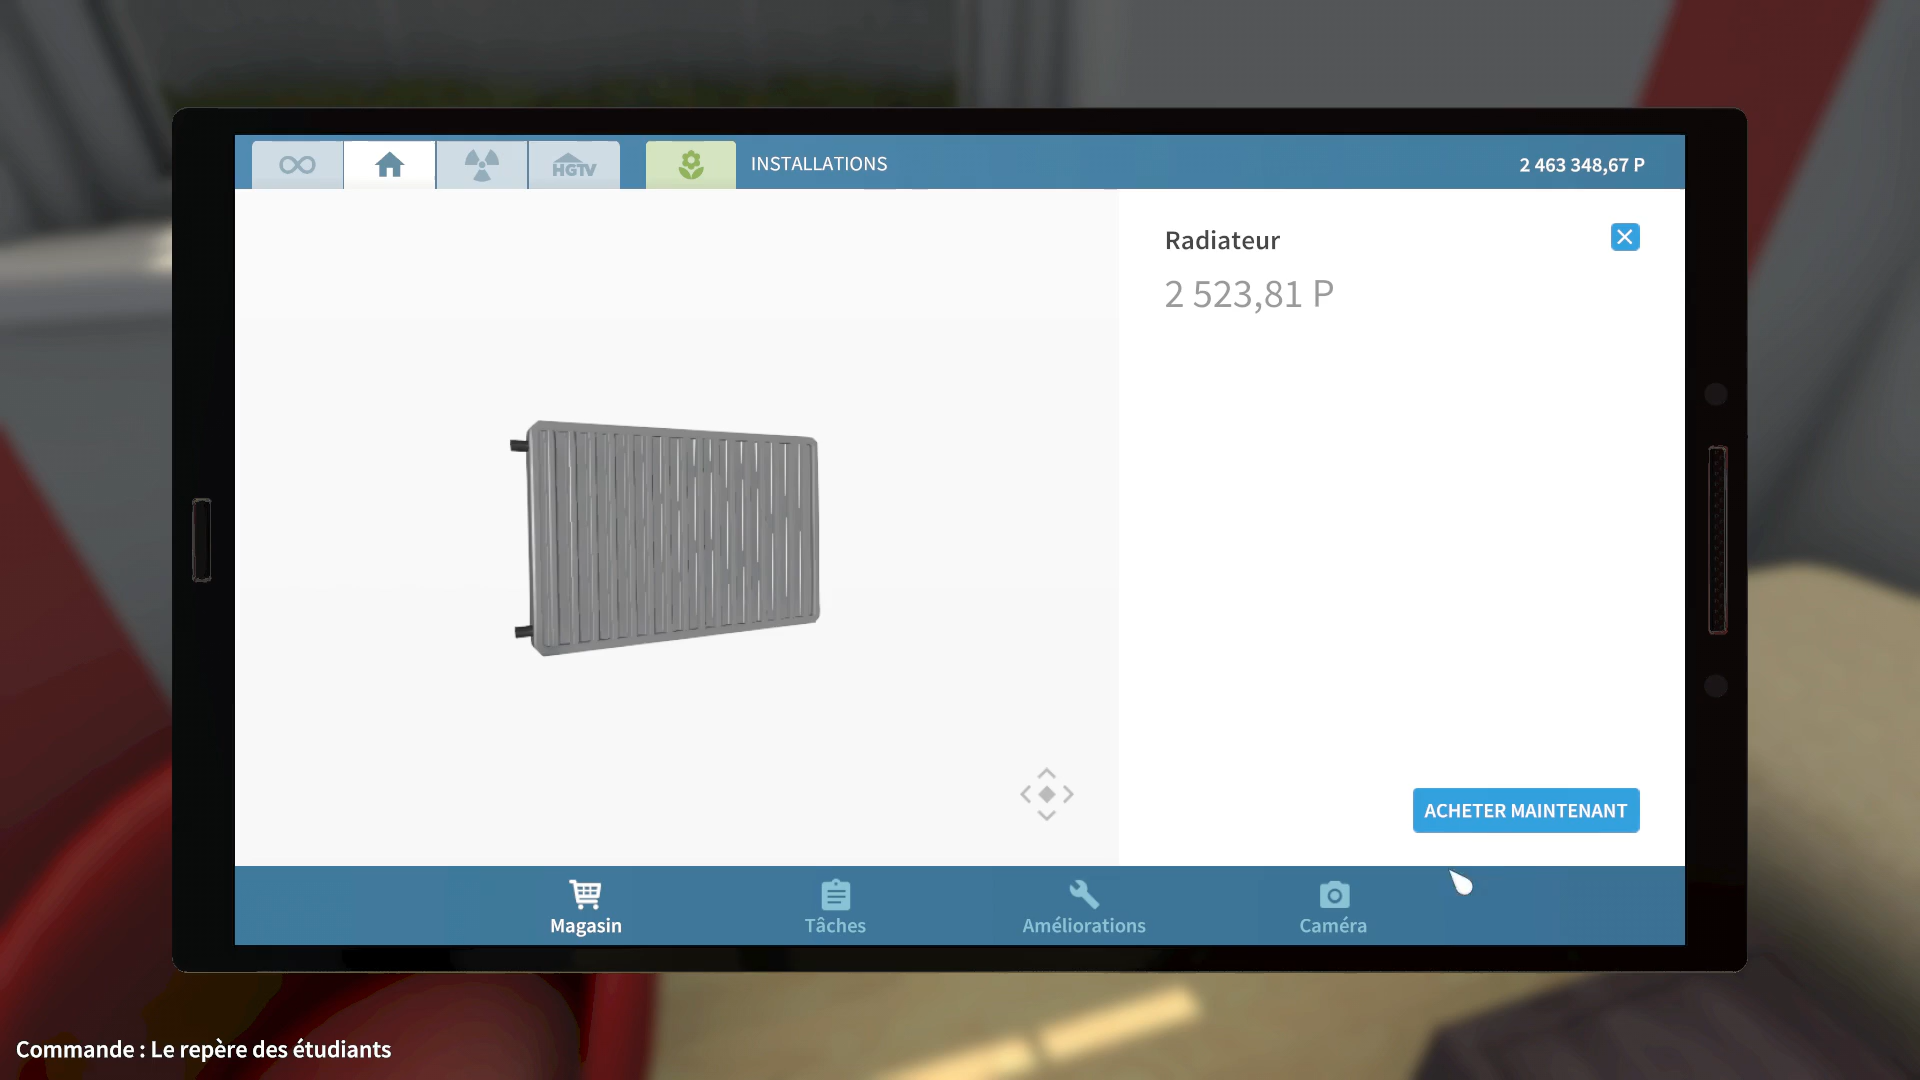 HGTV
INSTALLATIONS
2 463 348,67 P
Radiateur
2 523,81 P
ACHETER MAINTENANT
Magasin
Tâches
Améliorations
Caméra
Commande : Le repère des étudiants